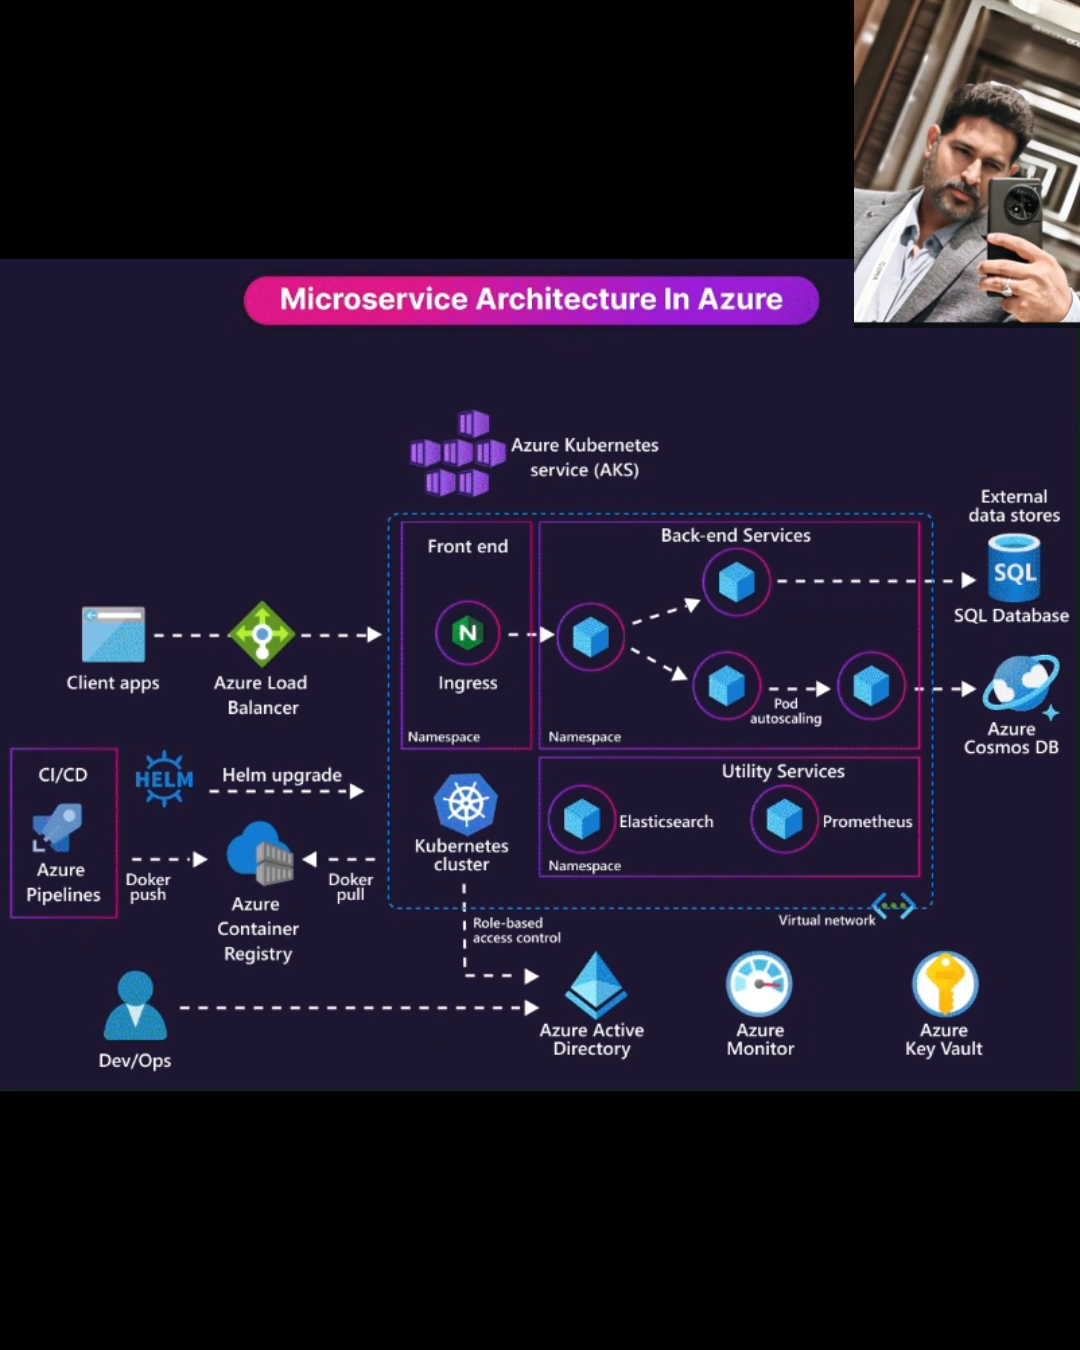 Microservice Architecture In Azure
Azure Kubernetes
service (AKS)
External
data stores
SQL
SQL Database
Front end
Back-end Services
N
Ingress
Client apps
Azure Load
Balancer
Pod
autoscaling
Namespace
Namespace
Azure
Cosmos DB
CI/CD
Azure
Pipelines
HELM
Helm upgrade
Kubernetes
cluster
Utility Services
Elasticsearch
Prometheus
Namespace
Doker
push
Doker
pull
Azure
Container
Registry
Role-based
access control
Virtual network
Dev/Ops
Azure Active
Directory
Azure
Monitor
Azure
Key Vault